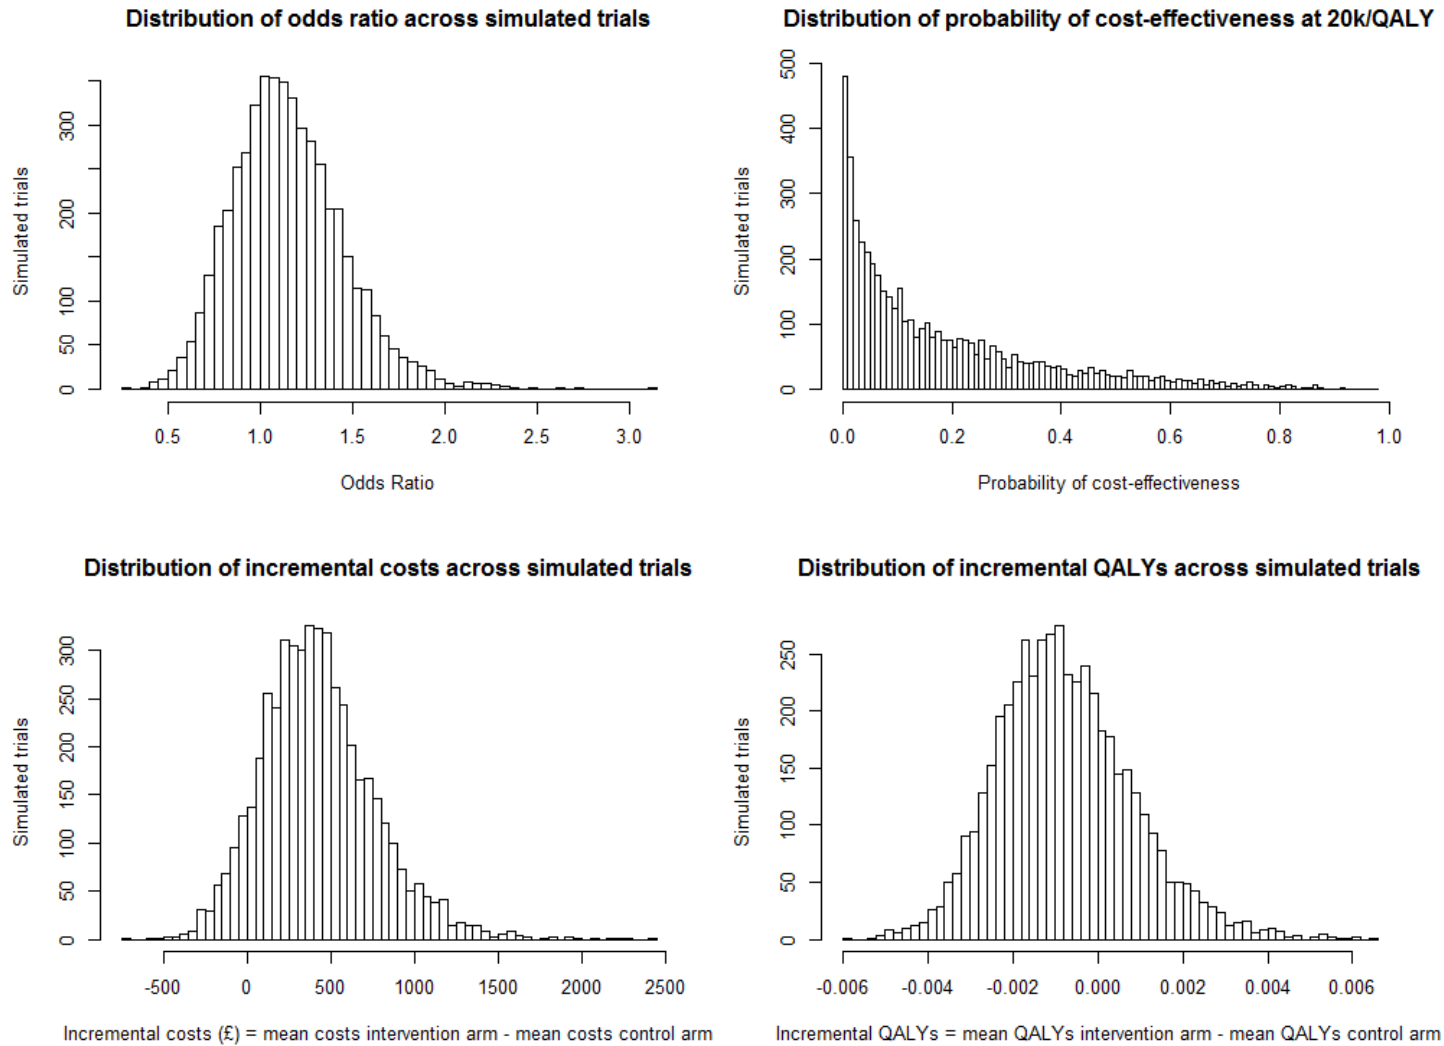 Distribution of odds ratio across simulated trials
Simulated trials
0 50 100 200 300
0.5 1.0 1.5 2.0 2.5 3.0
Odds Ratio
Distribution of probability of cost-effectiveness at 20k/QALY
Simulated trials
0 100 200 300 400 500
0.0 0.2 0.4 0.6 0.8 1.0
Probability of cost-effectiveness
Distribution of incremental costs across simulated trials
Simulated trials
0 50 100 150 200 250 300
-500 0 500 1000 1500 2000 2500
Incremental costs (£) = mean costs intervention arm - mean costs control arm
Distribution of incremental QALYs across simulated trials
Simulated trials
0 50 100 150 200 250
-0.006 -0.004 -0.002 0.000 0.002 0.004 0.006
Incremental QALYs = mean QALYs intervention arm - mean QALYs control arm